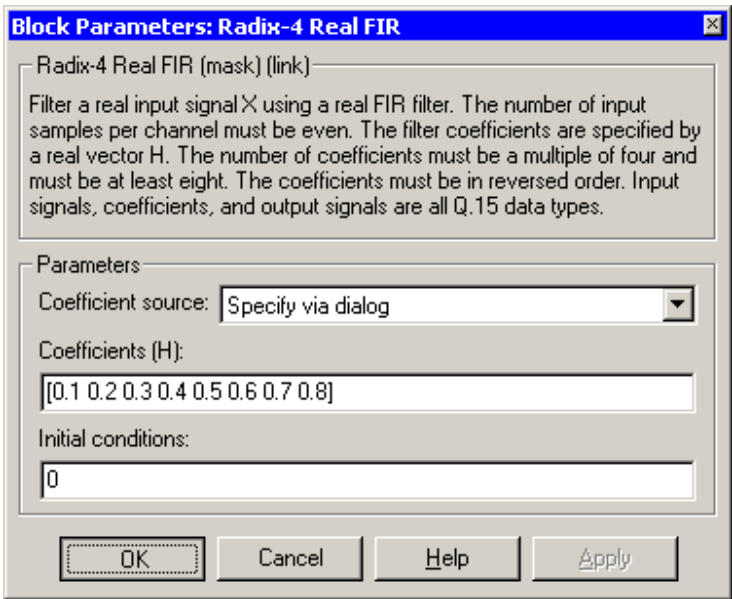 Block Parameters: Radix-4 Real FIR
Radix-4 Real FIR (mask) (link)
Filter a real input signal X using a real FIR filter. The number of input
samples per channel must be even. The filter coefficients are specified by
a real vector H. The number of coefficients must be a multiple of four and
must be at least eight. The coefficients must be in reversed order. Input
signals, coefficients, and output signals are all Q.15 data types.
Parameters
Coefficient source: Specify via dialog
Coefficients (H):
[0.1 0.2 0.3 0.4 0.5 0.6 0.7 0.8]
Initial conditions:
0
OK Cancel Help Apply